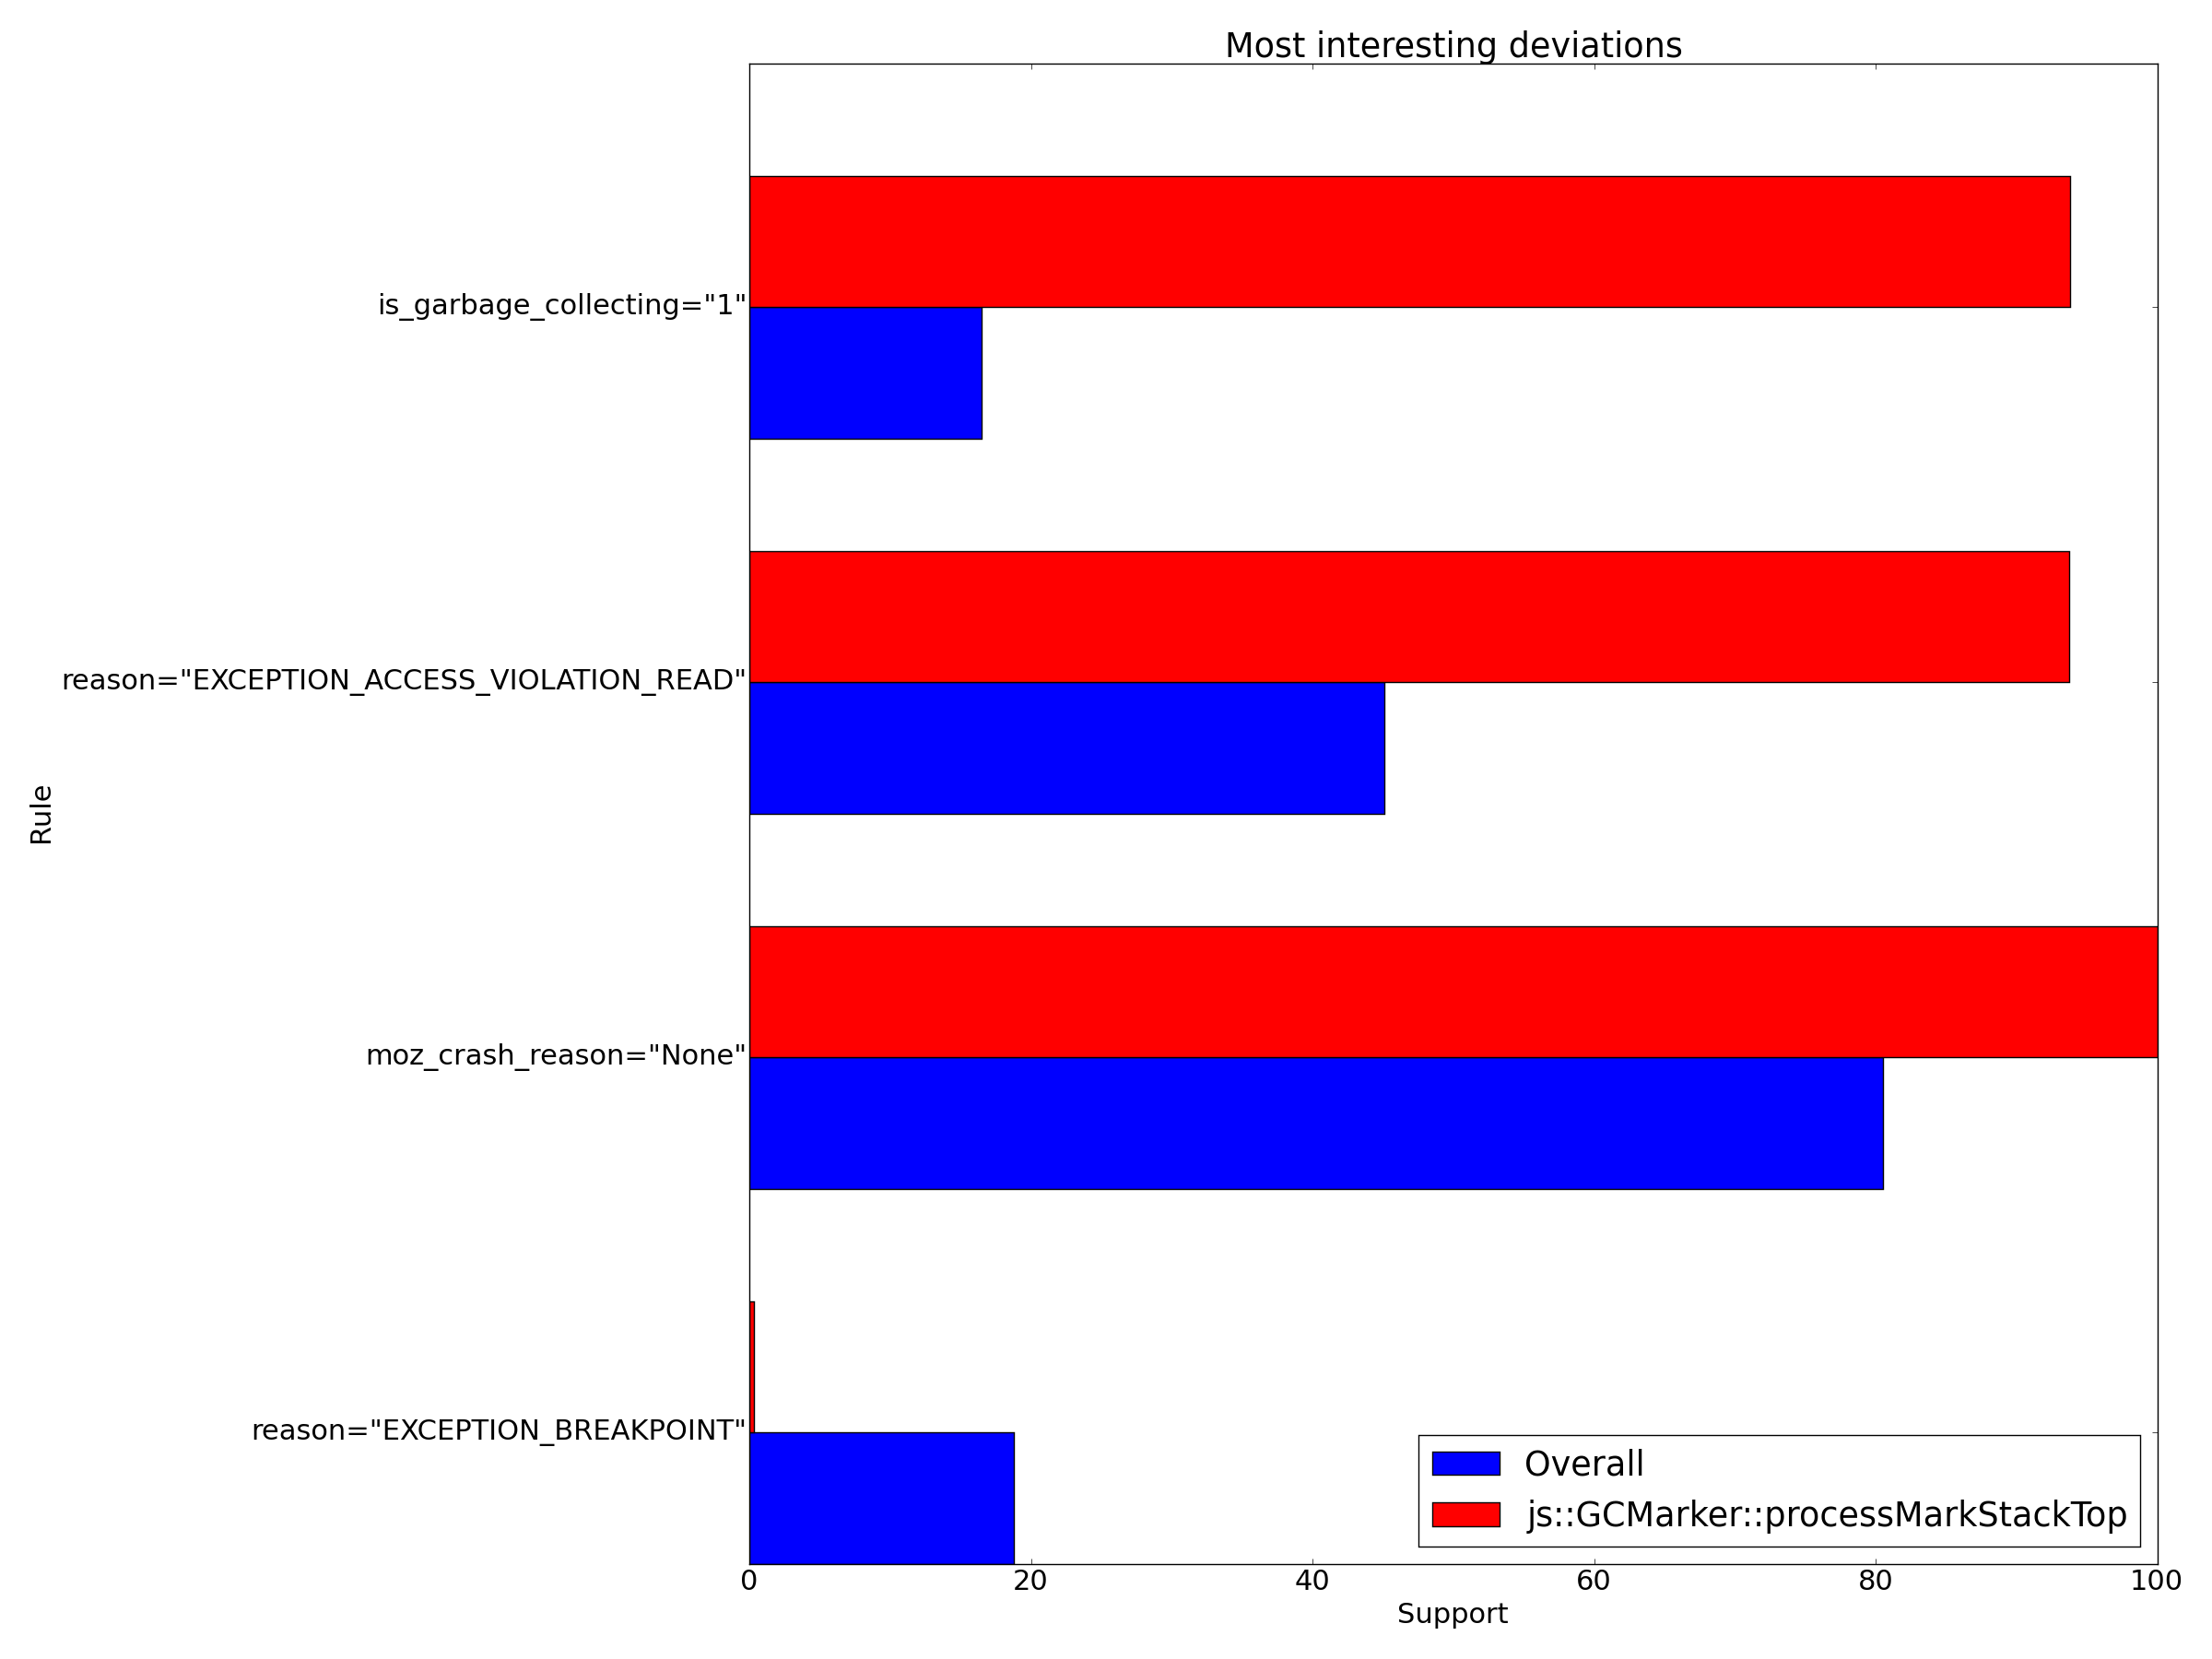 Most interesting deviations
is_garbage_collecting="1"
reason="EXCEPTION_ACCESS_VIOLATION_READ"
Rule
moz_crash_reason="None"
reason="EXCEPTION_BREAKPOINT"
Overall
js::GCMarker::processMarkStackTop
0 20 40 60 80 100
Support